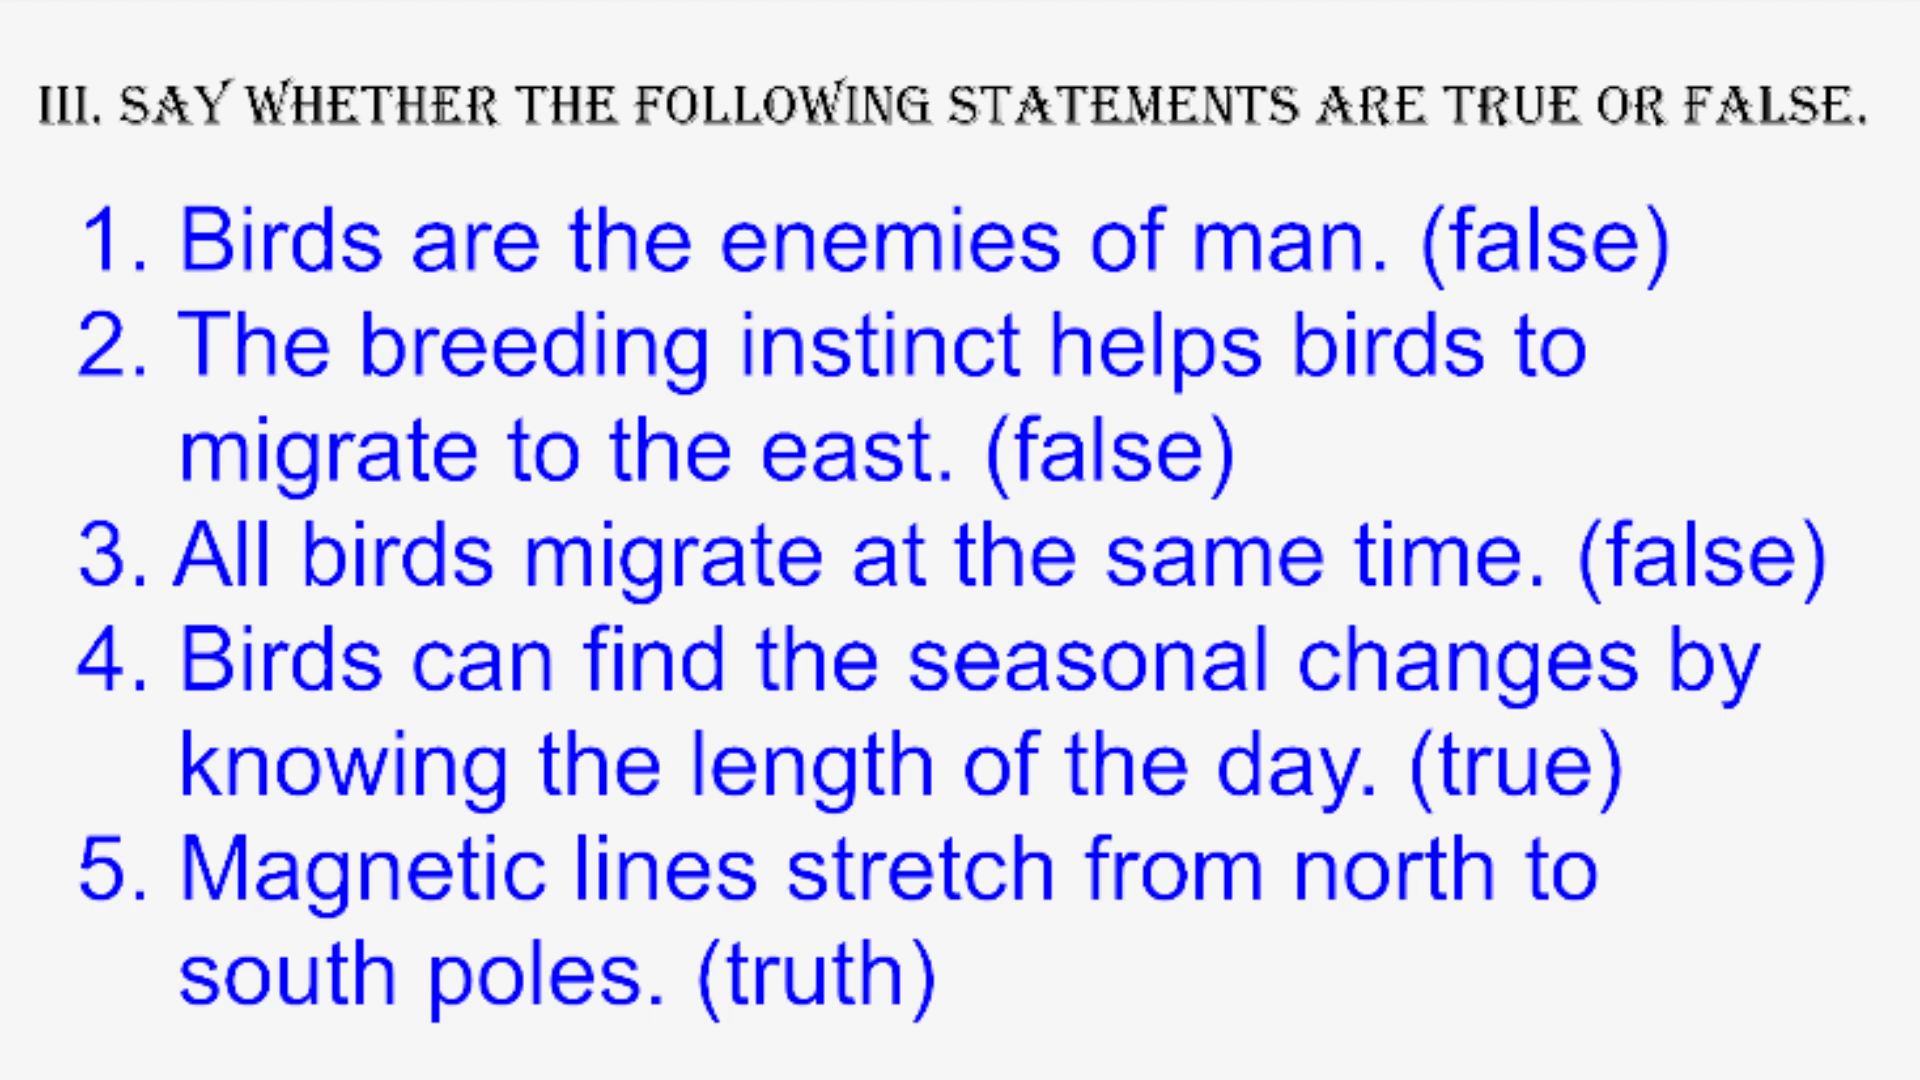 III. SAY WHETHER THE FOLLOWING STATEMENTS ARE TRUE OR FALSE.
1. Birds are the enemies of man. (false)
2. The breeding instinct helps birds to
migrate to the east. (false)
3. All birds migrate at the same time. (false)
4. Birds can find the seasonal changes by
knowing the length of the day. (true)
5. Magnetic lines stretch from north to
south poles. (truth)